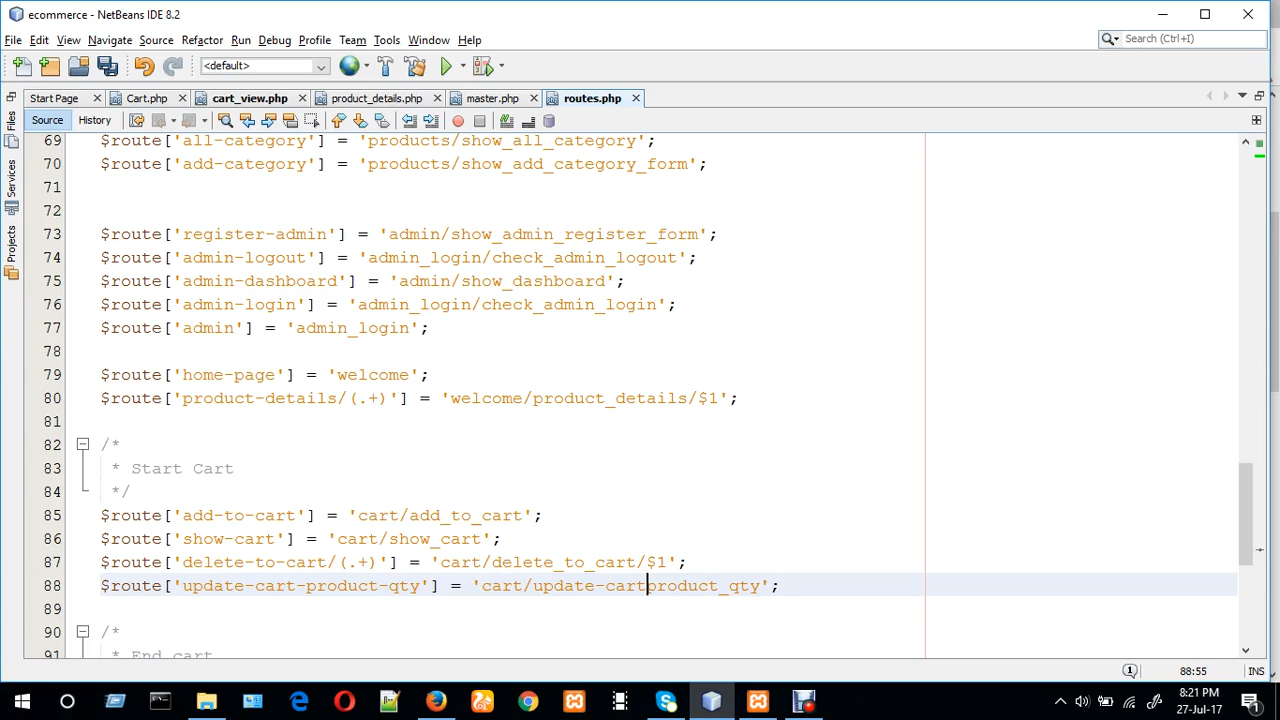 ecommerce - NetBeans IDE 8.2
File Edit View Navigate Source Refactor Run Debug Profile Team Tools Window Help
Search (Ctrl+I)
<default>
Start Page Cart.php cart_view.php product_details.php master.php routes.php
Source History
Files
Services
Projects
69 $route['all-category'] = 'products/show_all_category';
70 $route['add-category'] = 'products/show_add_category_form';
71
72
73 $route['register-admin'] = 'admin/show_admin_register_form';
74 $route['admin-logout'] = 'admin_login/check_admin_logout';
75 $route['admin-dashboard'] = 'admin/show_dashboard';
76 $route['admin-login'] = 'admin_login/check_admin_login';
77 $route['admin'] = 'admin_login';
78
79 $route['home-page'] = 'welcome';
80 $route['product-details/(.+)'] = 'welcome/product_details/$1';
81
82 /*
83 * Start Cart
84 */
85 $route['add-to-cart'] = 'cart/add_to_cart';
86 $route['show-cart'] = 'cart/show_cart';
87 $route['delete-to-cart/(.+)'] = 'cart/delete_to_cart/$1';
88 $route['update-cart-product-qty'] = 'cart/update-cartproduct_qty';
89
90 /*
91 * End cart
88:55 INS
8:21 PM
27-Jul-17